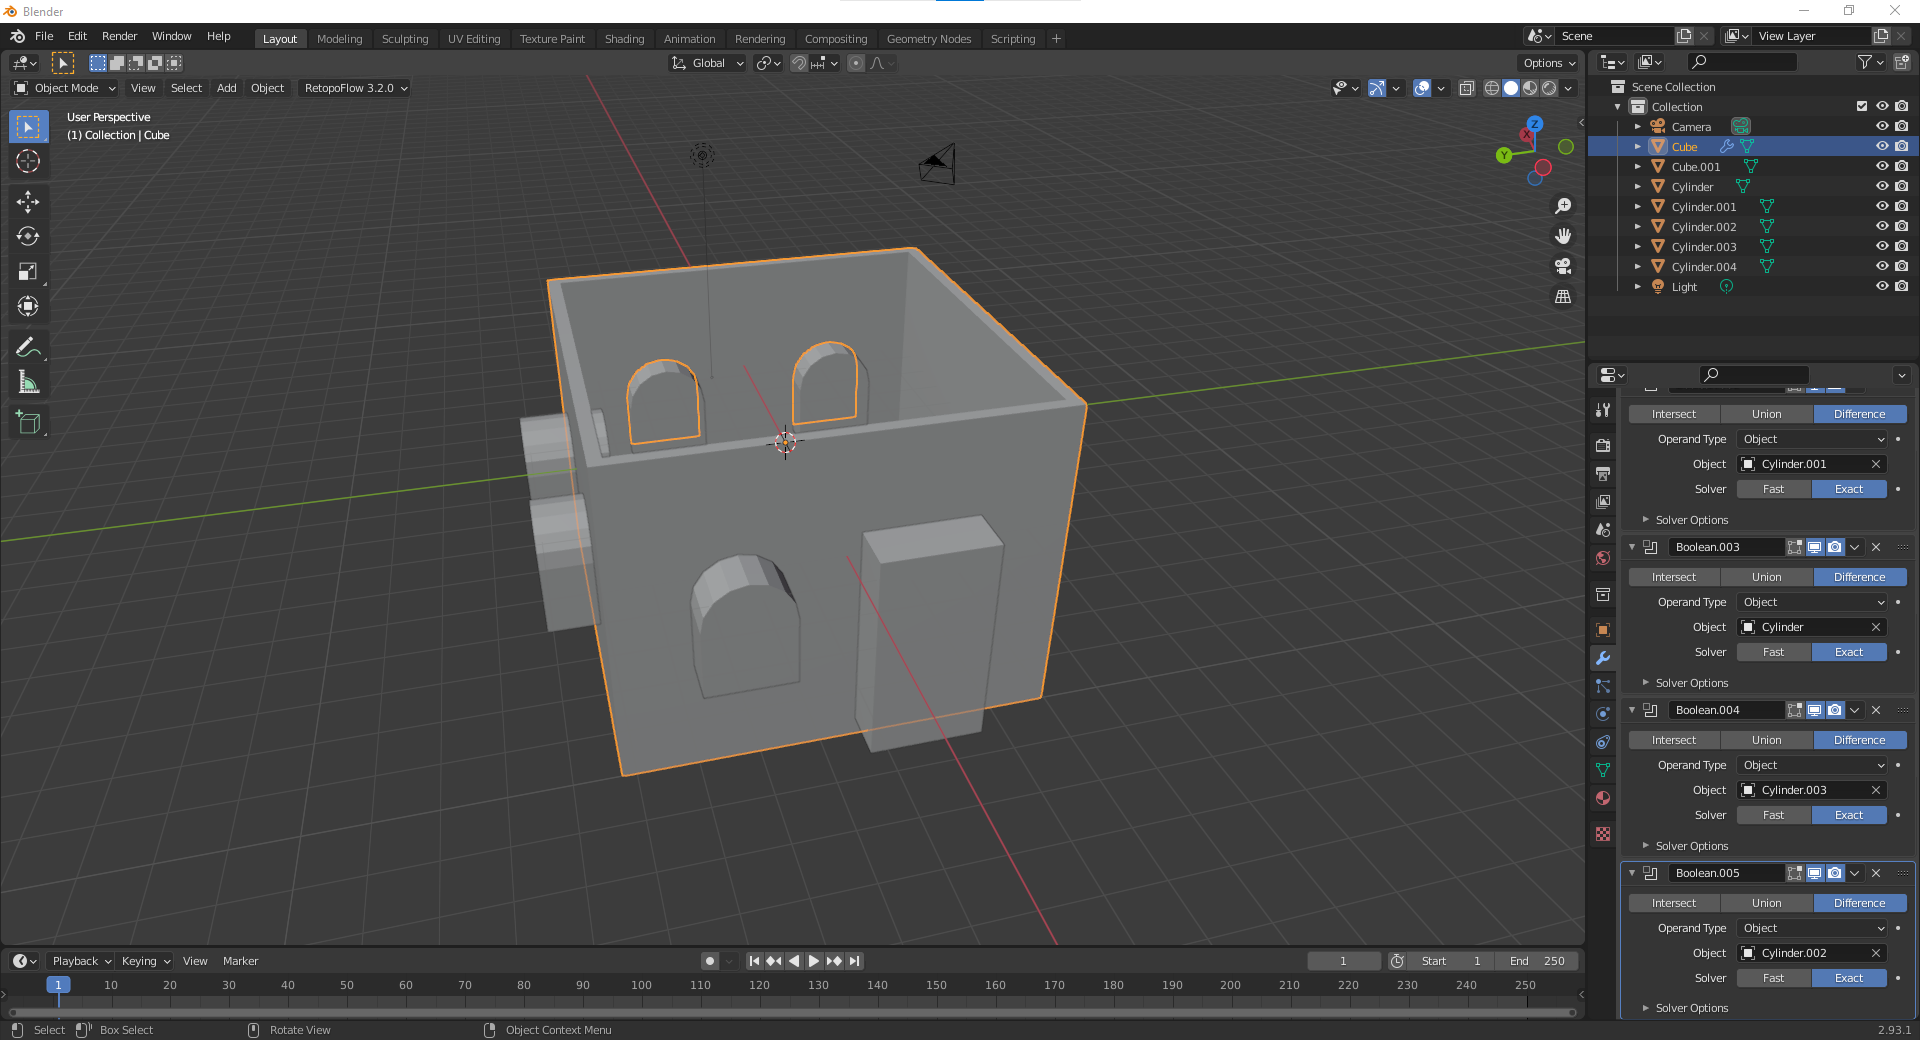 Blender
File Edit Render Window Help
Layout Modeling Sculpting UV Editing Texture Paint Shading Animation Rendering Compositing Geometry Nodes Scripting +
Scene
View Layer
Global
Options
Object Mode View Select Add Object RetopoFlow 3.2.0
User Perspective
(1) Collection | Cube
Z
X
Y
Scene Collection
Collection
Camera
Cube
Cube.001
Cylinder
Cylinder.001
Cylinder.002
Cylinder.003
Cylinder.004
Light
Intersect Union Difference
Operand Type Object
Object Cylinder.001
Solver Fast Exact
Solver Options
Boolean.003
Intersect Union Difference
Operand Type Object
Object Cylinder
Solver Fast Exact
Solver Options
Boolean.004
Intersect Union Difference
Operand Type Object
Object Cylinder.003
Solver Fast Exact
Solver Options
Boolean.005
Intersect Union Difference
Operand Type Object
Object Cylinder.002
Solver Fast Exact
Solver Options
Playback Keying View Marker
1 Start 1 End 250
1 10 20 30 40 50 60 70 80 90 100 110 120 130 140 150 160 170 180 190 200 210 220 230 240 250
Select Box Select Rotate View Object Context Menu
2.93.1